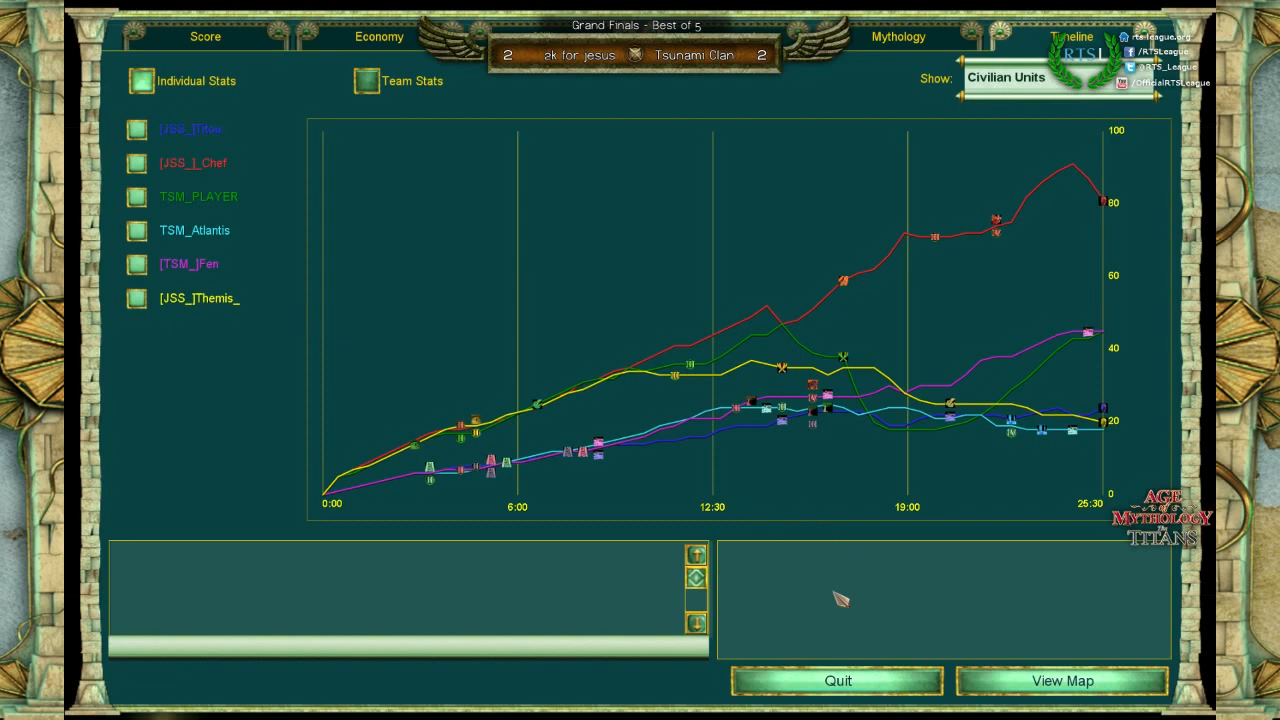 Grand Finals - Best of 5
Score
Economy
2 2k for jesus Tsunami Clan 2
Mythology
Timeline
rts-league.org
/RTSLeague
@RTS_League
/OfficialRTSLeague
RTSL
Individual Stats
Team Stats
Show:
Civilian Units
[JSS_]Titou
[JSS_]_Chef
TSM_PLAYER
TSM_Atlantis
[TSM_]Fen
[JSS_]Themis_
100
80
60
40
20
0
0:00 6:00 12:30 19:00 25:30
AGE
of
MYTHOLOGY
The
TITANS
Quit
View Map